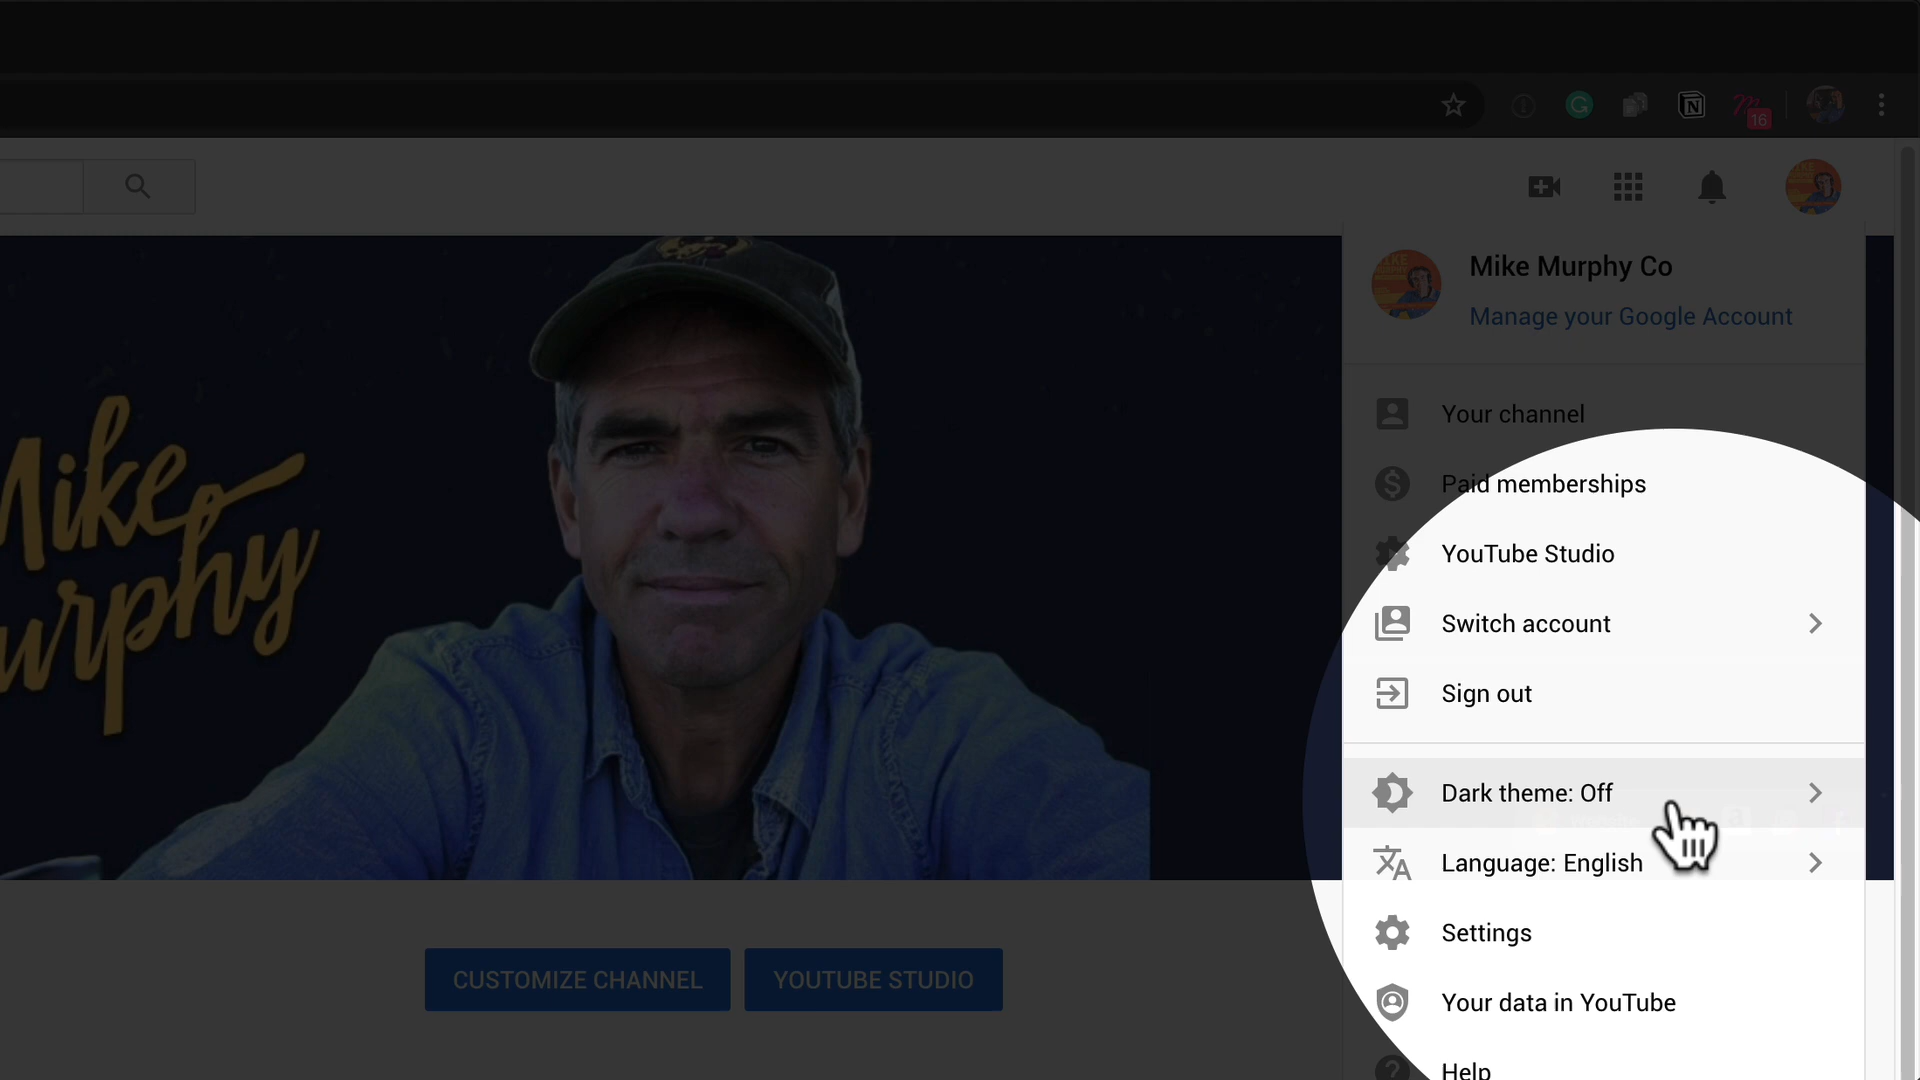 16
Mike Murphy Co
Manage your Google Account
Your channel
Paid memberships
YouTube Studio
Switch account
Sign out
Dark theme: Off
Language: English
Settings
Your data in YouTube
Help
Mike
urphy
CUSTOMIZE CHANNEL
YOUTUBE STUDIO